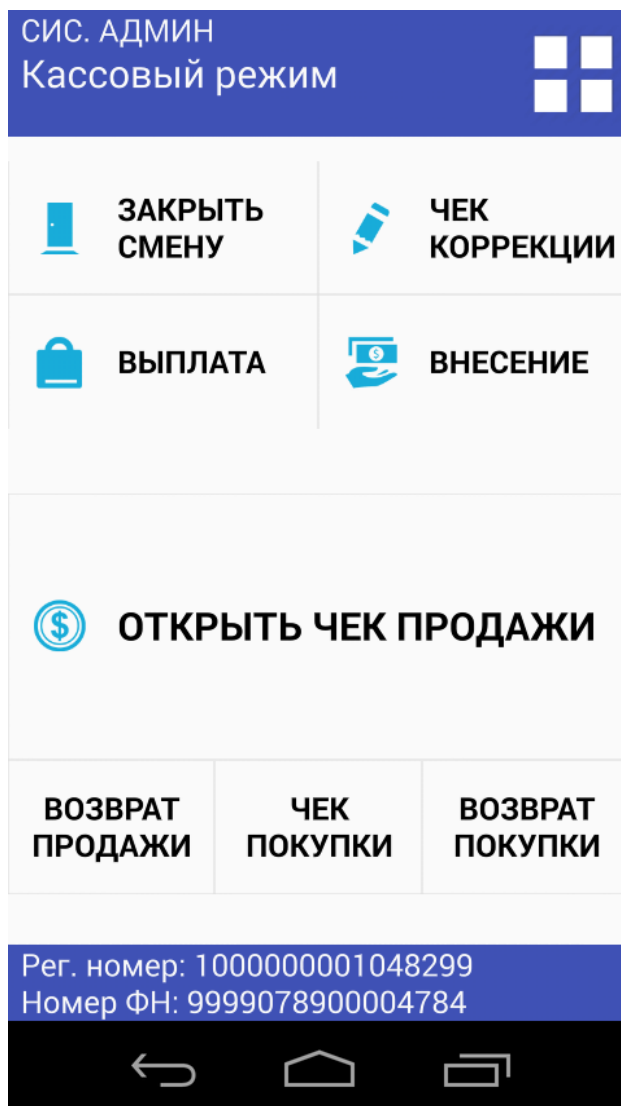 СИС. АДМИН
Кассовый режим
ЗАКРЫТЬ
СМЕНУ
ЧЕК
КОРРЕКЦИИ
ВЫПЛАТА
ВНЕСЕНИЕ
ОТКРЫТЬ ЧЕК ПРОДАЖИ
ВОЗВРАТ
ПРОДАЖИ
ЧЕК
ПОКУПКИ
ВОЗВРАТ
ПОКУПКИ
Рег. номер: 1000000001048299
Номер ФН: 9999078900004784